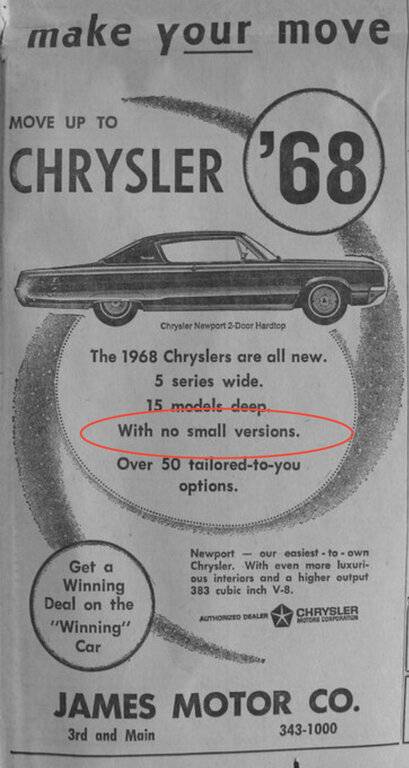 make your move
MOVE UP TO
CHRYSLER '68
Chrysler Newport 2-Door Hardtop
The 1968 Chryslers are all new.
5 series wide.
15 models deep.
With no small versions.
Over 50 tailored-to-you
options.
Newport — our easiest-to-own
Chrysler. With even more luxuri-
ous interiors and a higher output
383 cubic inch V-8.
AUTHORIZED DEALER CHRYSLER
MOTORS CORPORATION
Get a
Winning
Deal on the
"Winning"
Car
JAMES MOTOR CO.
3rd and Main 343-1000